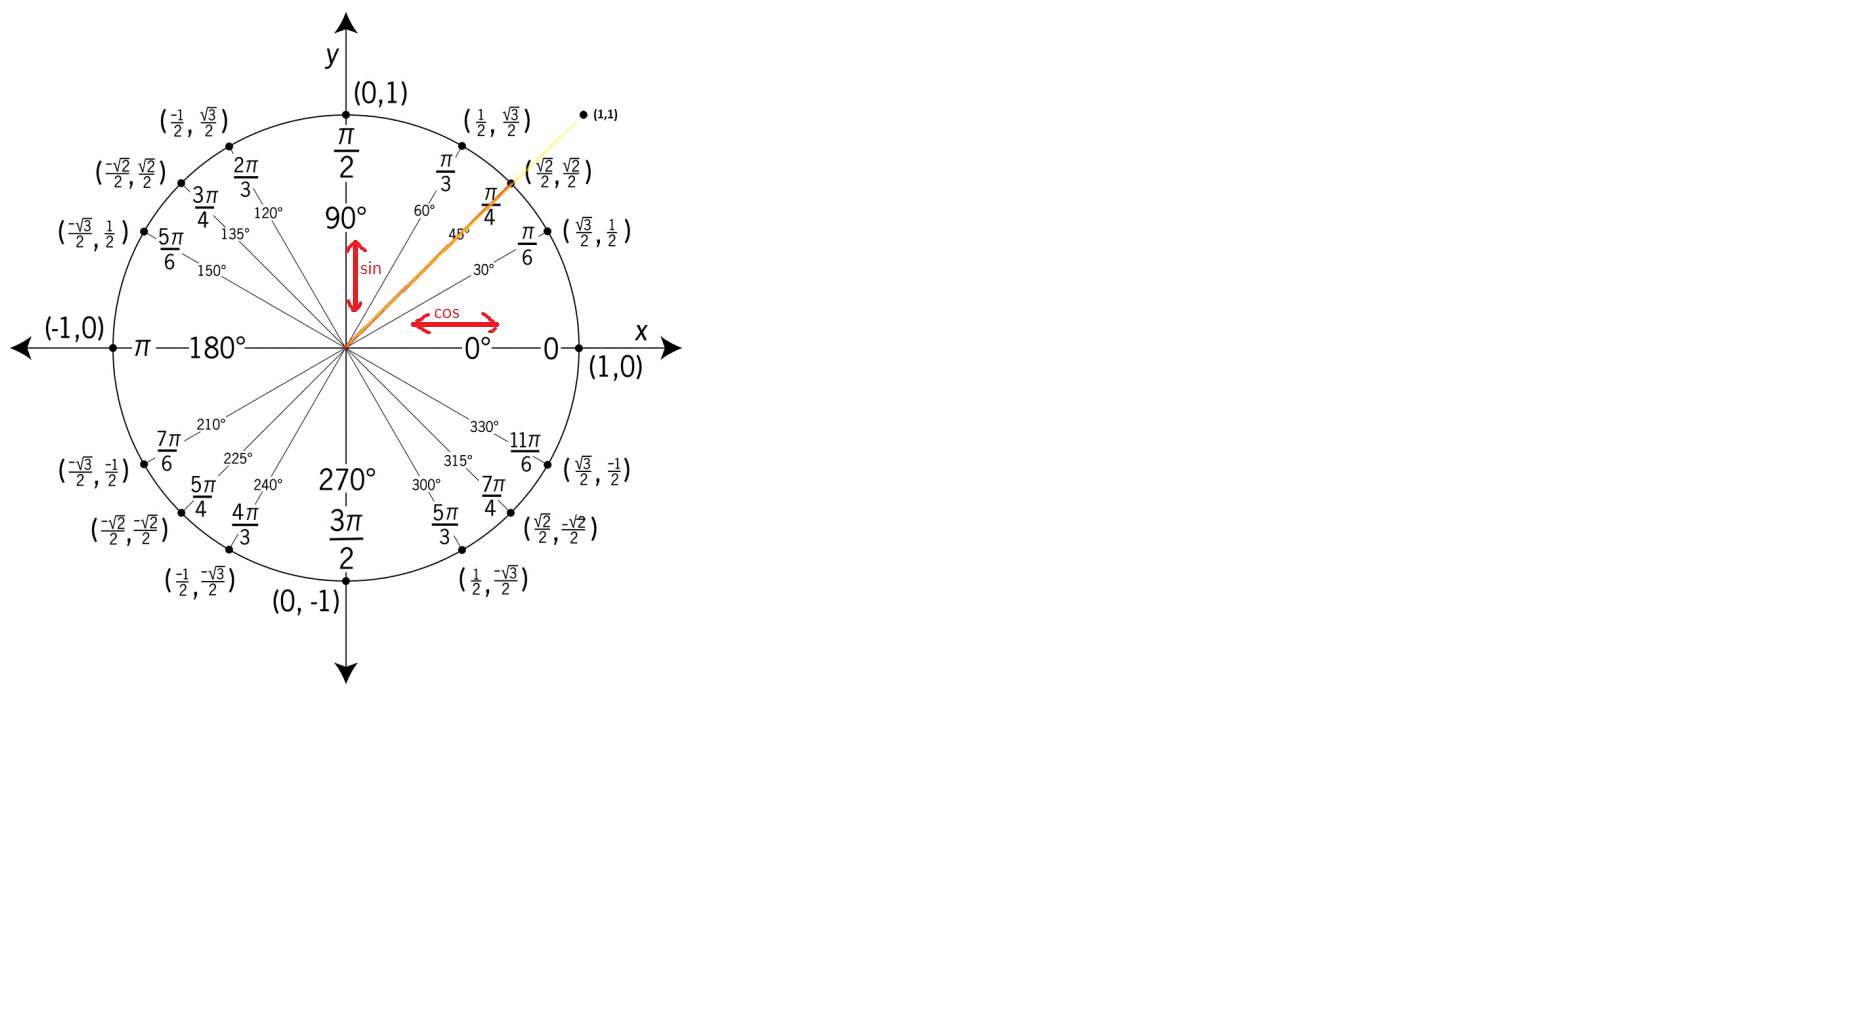 y
(0,1)
(-1/2, √3/2)
(1/2, √3/2)
(1,1)
(-√2/2, √2/2)
2π/3
π/2
π/3
(√2/2, √2/2)
3π/4
π/4
(-√3/2, 1/2)
5π/6
120°
90°
60°
π/6
(√3/2, 1/2)
135°
45°
150°
sin
30°
cos
(-1,0)
x
π
180°
0°
0
(1,0)
210°
330°
7π/6
11π/6
(-√3/2, -1/2)
225°
315°
(√3/2, -1/2)
5π/4
240°
270°
300°
7π/4
(-√2/2, -√2/2)
4π/3
3π/2
5π/3
(√2/2, -√2/2)
(-1/2, -√3/2)
(1/2, -√3/2)
(0, -1)